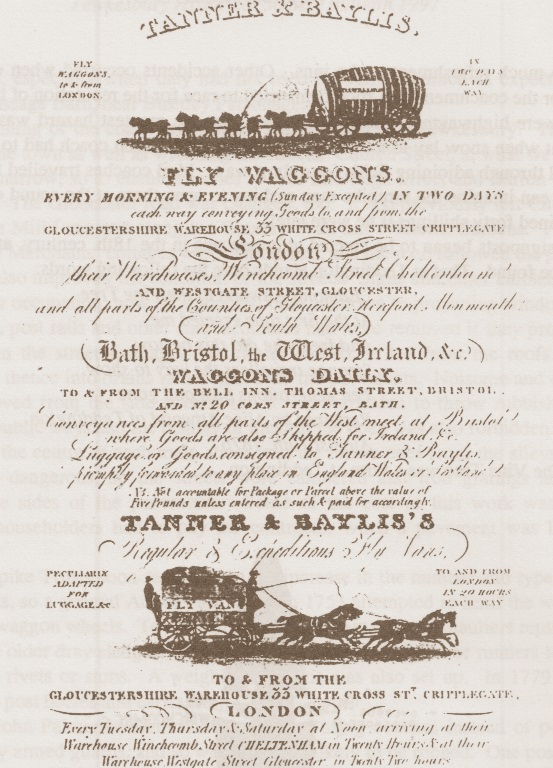 TANNER & BAYLIS,
FLY
WAGGONS,
to & from
LONDON.
IN
TWO DAYS
EACH
WAY.
FLY WAGGONS,
EVERY MORNING & EVENING (Sunday Excepted) IN TWO DAYS
each way conveying Goods to, and from, the
GLOUCESTERSHIRE WAREHOUSE 33 WHITE CROSS STREET CRIPPLEGATE
London,
their Warehouses, Winchcomb Street, Cheltenham
AND WESTGATE STREET, GLOUCESTER,
and all parts of the Counties of Gloucester, Hereford, Monmouth
and South Wales,
Bath, Bristol, the West, Ireland, &c.
WAGGONS DAILY,
TO & FROM THE BELL INN, THOMAS STREET, BRISTOL.
AND No. 20 CORN STREET, BATH.
Conveyances from all parts of the West meet at Bristol
where Goods are also Shipped for Ireland &c.
Luggage or Goods consigned to Tanner & Baylis
promptly forwarded to any place in England Wales or
NB. Not accountable for Package or Parcel above the value of
Five Pounds unless entered as such & paid for accordingly.
TANNER & BAYLIS'S
Regular & Expeditious Fly Vans,
PECULIARLY
ADAPTED
FOR
LUGGAGE &c.
FLY VAN
TO AND FROM
LONDON
IN 20 HOURS
EACH WAY
TO & FROM THE
GLOUCESTERSHIRE WAREHOUSE 33 WHITE CROSS ST. CRIPPLEGATE,
LONDON
Every Tuesday, Thursday & Saturday at Noon arriving at their
Warehouse Winchcomb Street CHELTENHAM in Twenty Hours & at their
Warehouse Westgate Street Gloucester in Twenty Two hours